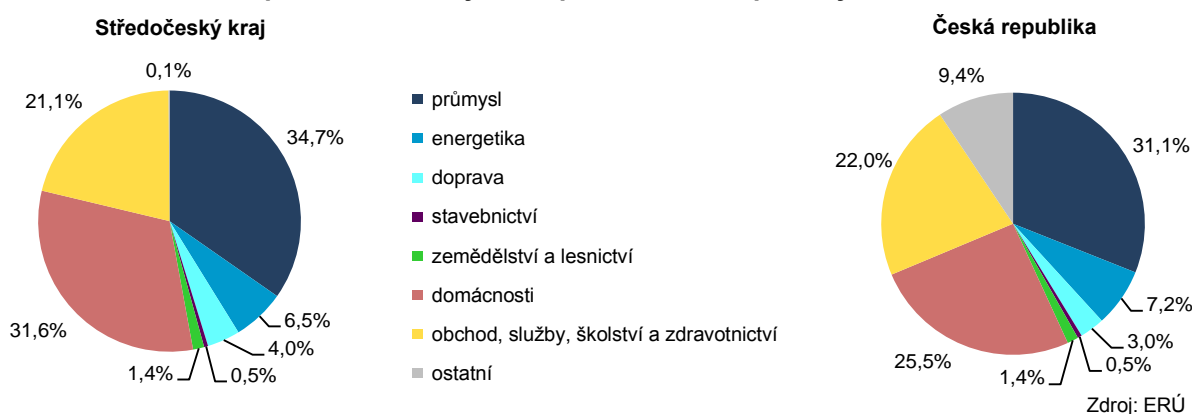 Středočeský kraj
0,1%
21,1%
34,7%
31,6%
6,5%
4,0%
1,4%
0,5%
průmysl
energetika
doprava
stavebnictví
zemědělství a lesnictví
domácnosti
obchod, služby, školství a zdravotnictví
ostatní
Česká republika
9,4%
31,1%
22,0%
7,2%
3,0%
25,5%
0,5%
1,4%
Zdroj: ERÚ